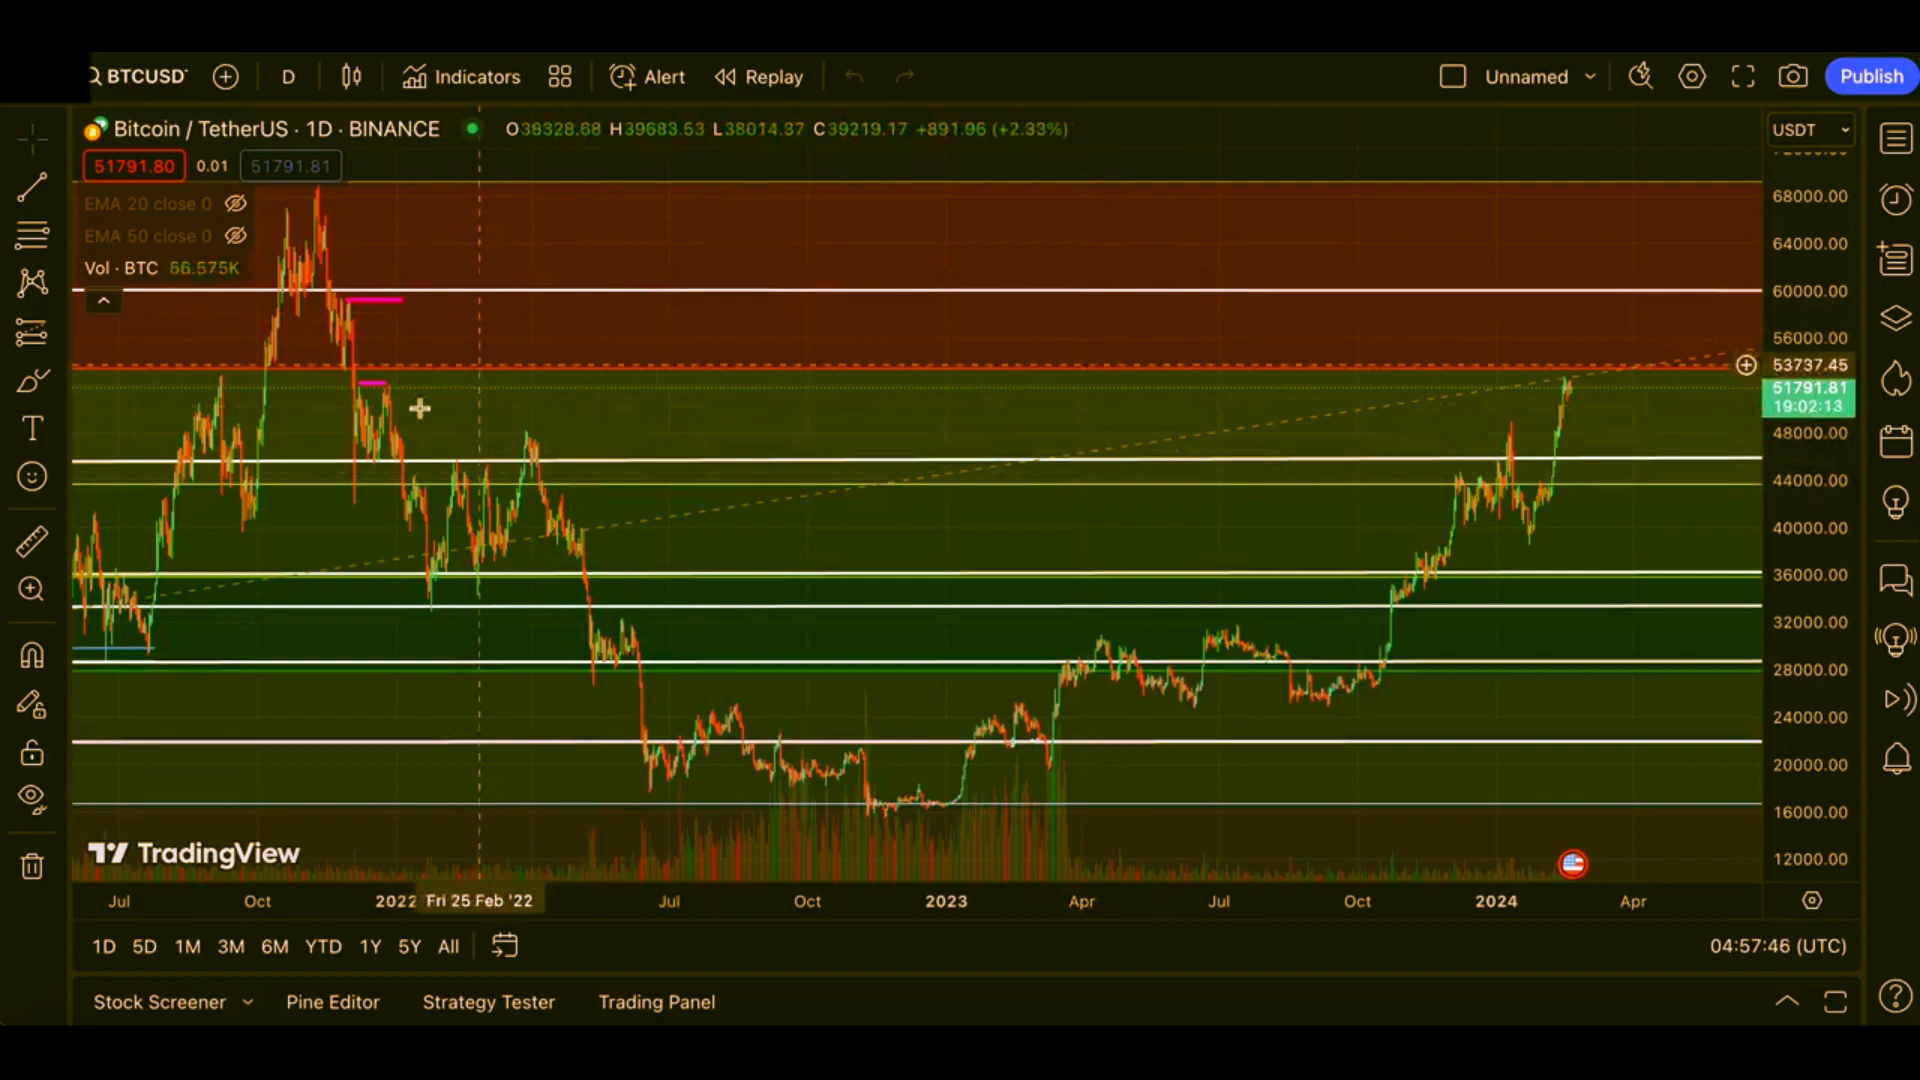 BTCUSD D Indicators Alert Replay Unnamed Publish
Bitcoin / TetherUS · 1D · BINANCE O38328.68 H39683.53 L38014.37 C39219.17 +891.96 (+2.33%) USDT
51791.80 0.01 51791.81
EMA 20 close 0
EMA 50 close 0
Vol · BTC 66.575K
68000.00
64000.00
60000.00
56000.00
53737.45
51791.81
19:02:13
48000.00
44000.00
40000.00
36000.00
32000.00
28000.00
24000.00
20000.00
16000.00
12000.00
TradingView
Jul Oct 2022 Fri 25 Feb '22 Jul Oct 2023 Apr Jul Oct 2024 Apr
1D 5D 1M 3M 6M YTD 1Y 5Y All 04:57:46 (UTC)
Stock Screener Pine Editor Strategy Tester Trading Panel